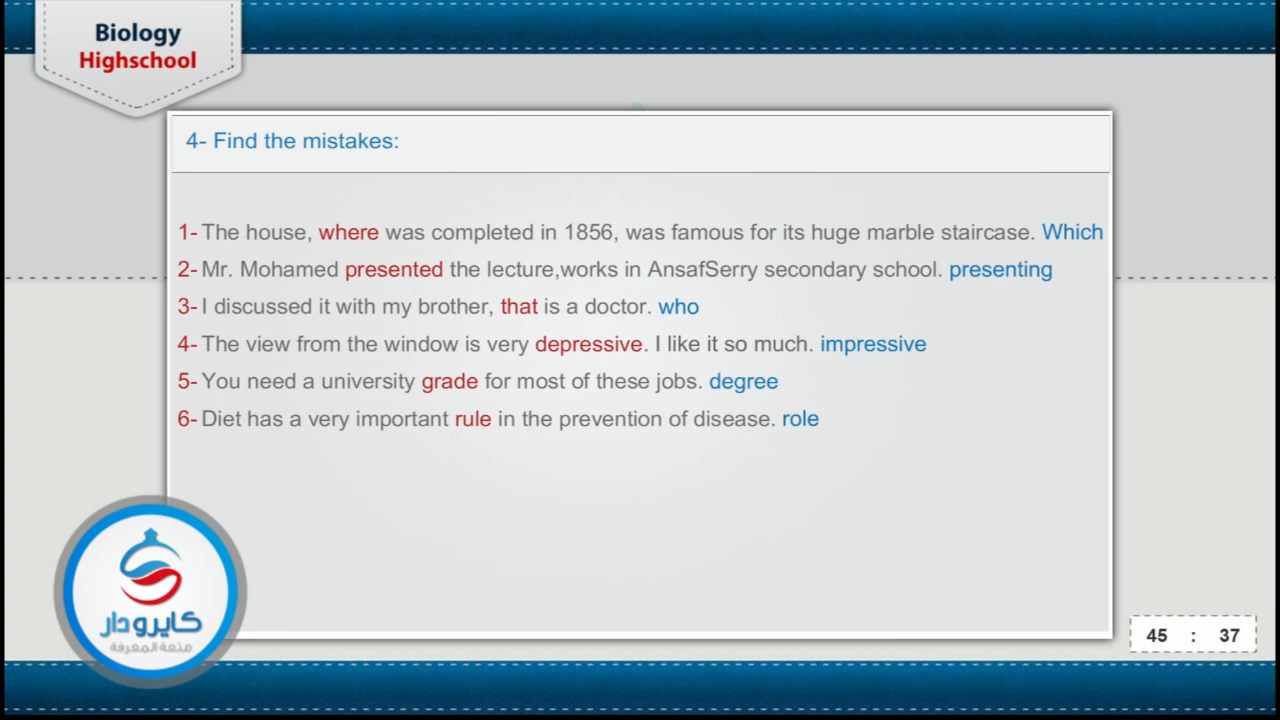 Biology
Highschool
4- Find the mistakes:
1- The house, where was completed in 1856, was famous for its huge marble staircase. Which
2- Mr. Mohamed presented the lecture,works in AnsafSerry secondary school. presenting
3- I discussed it with my brother, that is a doctor. who
4- The view from the window is very depressive. I like it so much. impressive
5- You need a university grade for most of these jobs. degree
6- Diet has a very important rule in the prevention of disease. role
كايرودار
متعة المعرفة
45 : 37